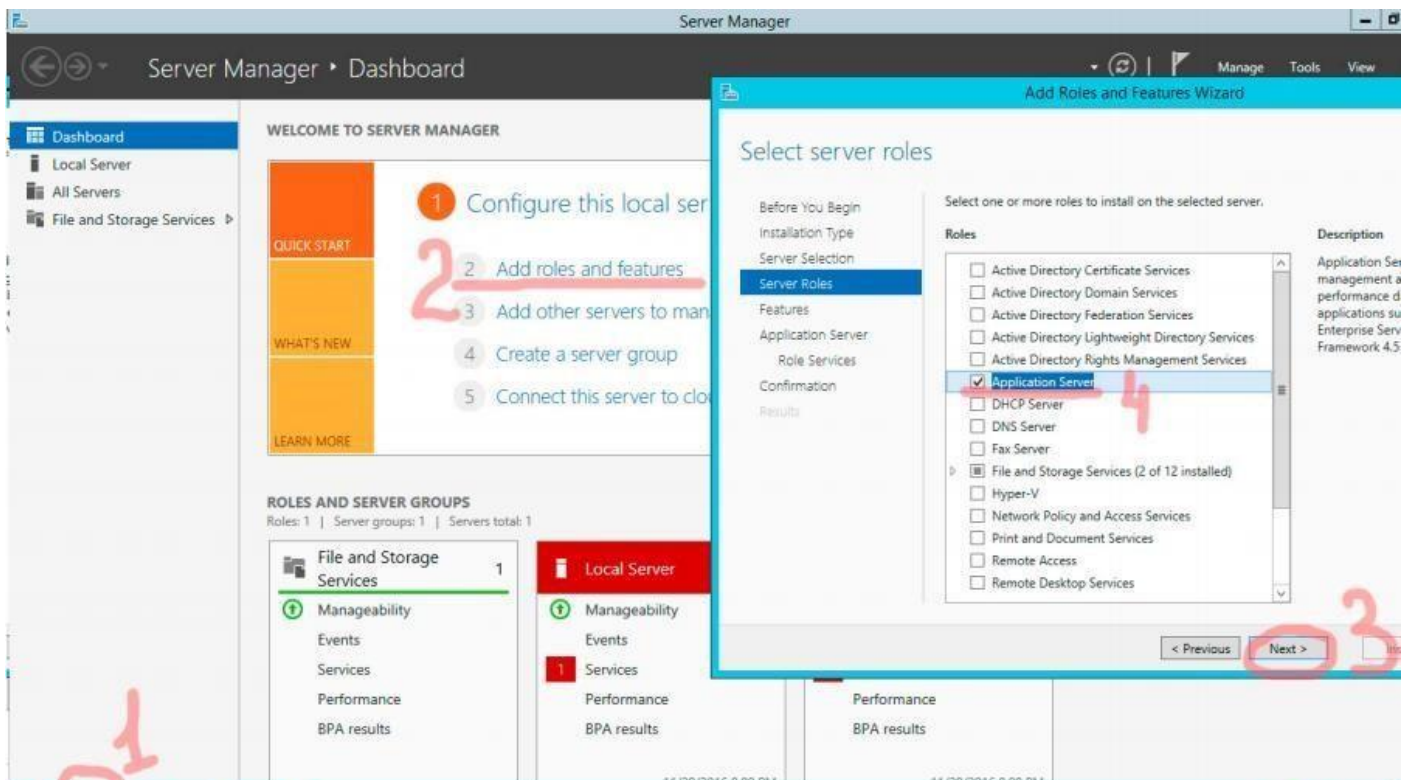 Server Manager
Server Manager • Dashboard
Manage Tools View
Dashboard
Local Server
All Servers
File and Storage Services
WELCOME TO SERVER MANAGER
QUICK START
WHAT'S NEW
LEARN MORE
1 Configure this local
2 Add roles and features
2
3 Add other servers to
4 Create a server group
5 Connect this server to
ROLES AND SERVER GROUPS
Roles: 1 | Server groups: 1 | Servers total: 1
File and Storage Services 1
Manageability
Events
Services
Performance
BPA results
Local Server
Manageability
Events
1 Services
Performance
BPA results
Performance
BPA results
1
Add Roles and Features Wizard
Select server roles
Before You Begin
Installation Type
Server Selection
Server Roles
Features
Application Server
Role Services
Confirmation
Results
Select one or more roles to install on the selected server.
Roles
Active Directory Certificate Services
Active Directory Domain Services
Active Directory Federation Services
Active Directory Lightweight Directory Services
Active Directory Rights Management Services
Application Server
4
DHCP Server
DNS Server
Fax Server
File and Storage Services (2 of 12 installed)
Hyper-V
Network Policy and Access Services
Print and Document Services
Remote Access
Remote Desktop Services
Description
Application
management
performance
applications
Enterprise
Framework 4.5
< Previous Next >
3